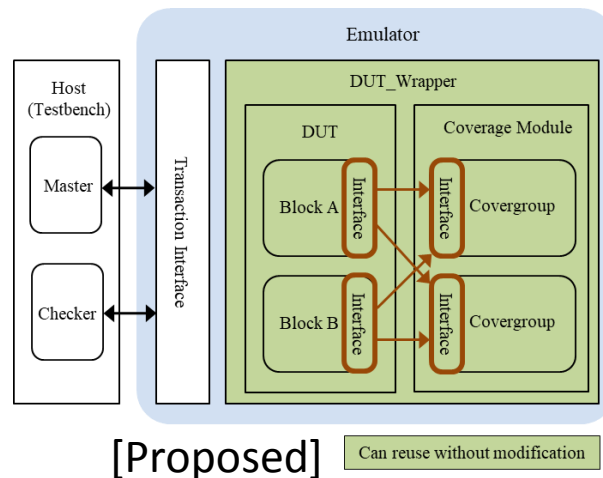 Emulator
Host
(Testbench)
Master
Checker
Transaction Interface
DUT_Wrapper
DUT
Block A
Interface
Block B
Interface
Coverage Module
Interface
Covergroup
Interface
Covergroup
[Proposed]
Can reuse without modification